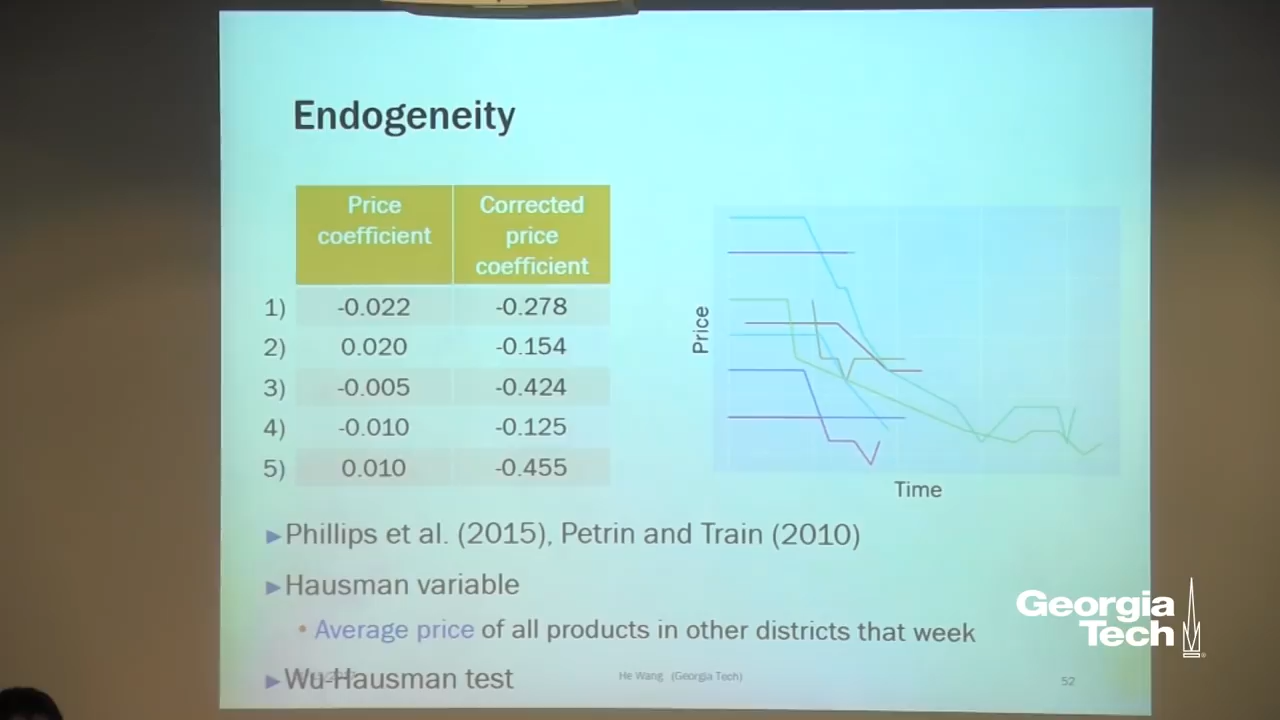 Endogeneity
Price coefficient
Corrected price coefficient
1) -0.022 -0.278
2) 0.020 -0.154
3) -0.005 -0.424
4) -0.010 -0.125
5) 0.010 -0.455
Price
Time
►Phillips et al. (2015), Petrin and Train (2010)
►Hausman variable
• Average price of all products in other districts that week
►Wu-Hausman test
He Wang (Georgia Tech)
52
Georgia
Tech